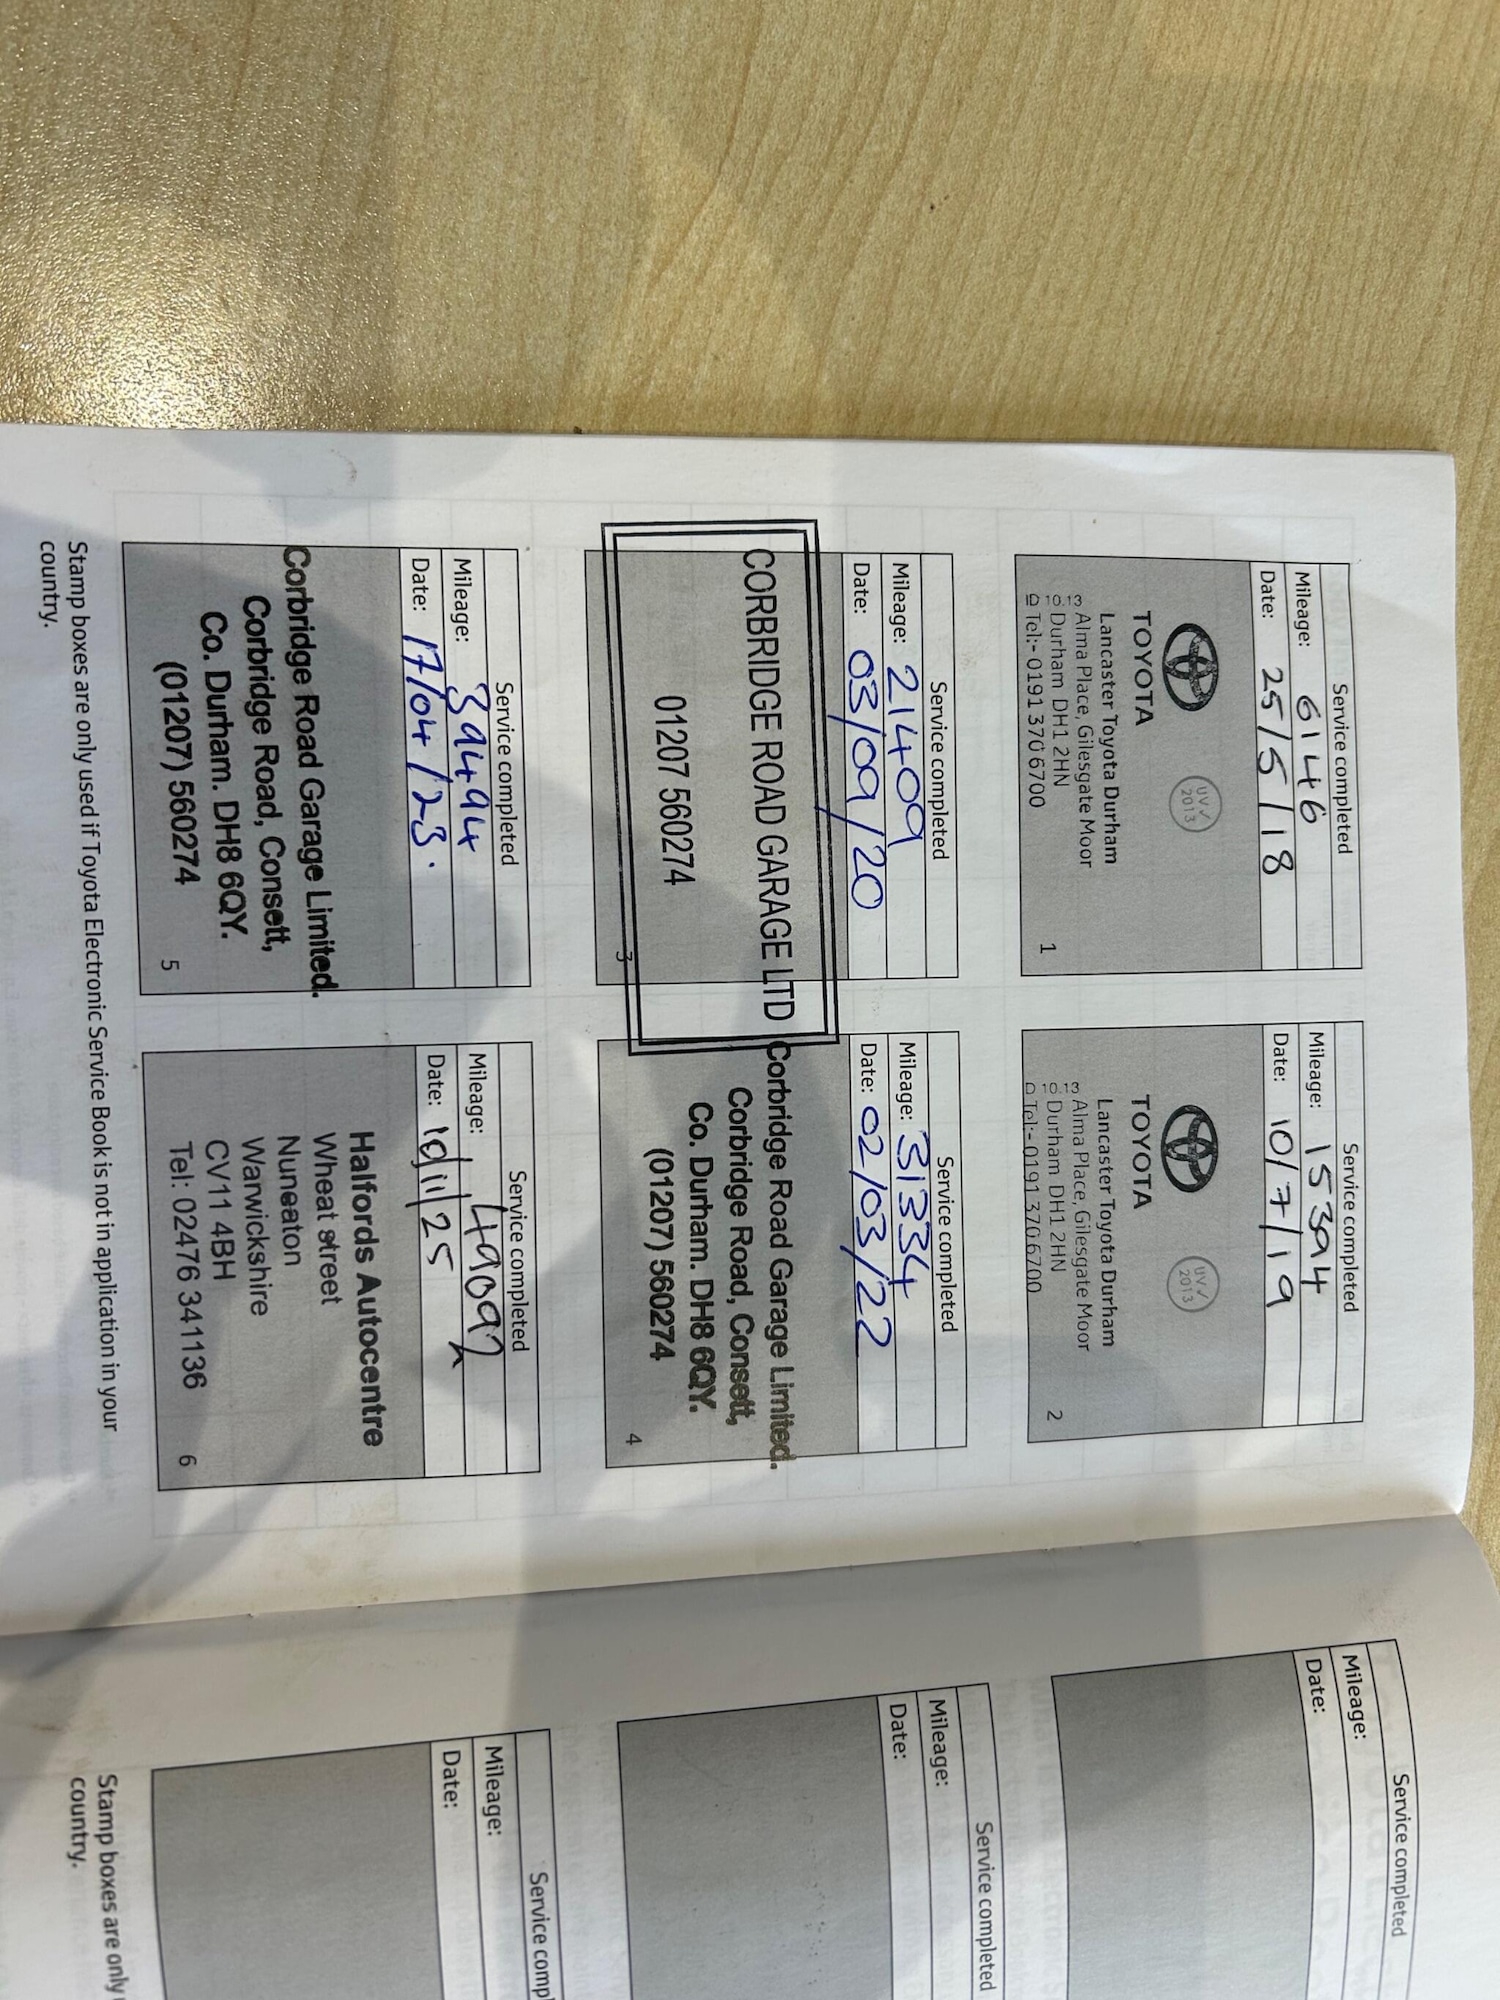 Service completed
Mileage: 6146
Date: 25/5/18
TOYOTA
UV✓
2013
Lancaster Toyota Durham
Alma Place, Gilesgate Moor
Durham DH1 2HN
Tel:- 0191 370 6700
1
Service completed
Mileage: 15394
Date: 10/7/19
TOYOTA
UV✓
2013
Lancaster Toyota Durham
Alma Place, Gilesgate Moor
Durham DH1 2HN
Tel:- 0191 370 6700
2
Service completed
Mileage: 21409
Date: 03/09/20
CORBRIDGE ROAD GARAGE LTD
01207 560274
3
Service completed
Mileage: 31334
Date: 02/03/22
Corbridge Road Garage Limited.
Corbridge Road, Consett,
Co. Durham. DH8 6QY.
(01207) 560274
4
Service completed
Mileage: 39494
Date: 17/04/23.
Corbridge Road Garage Limited.
Corbridge Road, Consett,
Co. Durham. DH8 6QY.
(01207) 560274
5
Service completed
Mileage: 49092
Date: 19/11/25
Halfords Autocentre
Wheat street
Nuneaton
Warwickshire
CV11 4BH
Tel: 02476 341136
6
Stamp boxes are only used if Toyota Electronic Service Book is not in application in your
country.
Service completed
Mileage:
Date:
Service completed
Mileage:
Date:
Service compl
Mileage:
Date:
Stamp boxes are only
country.